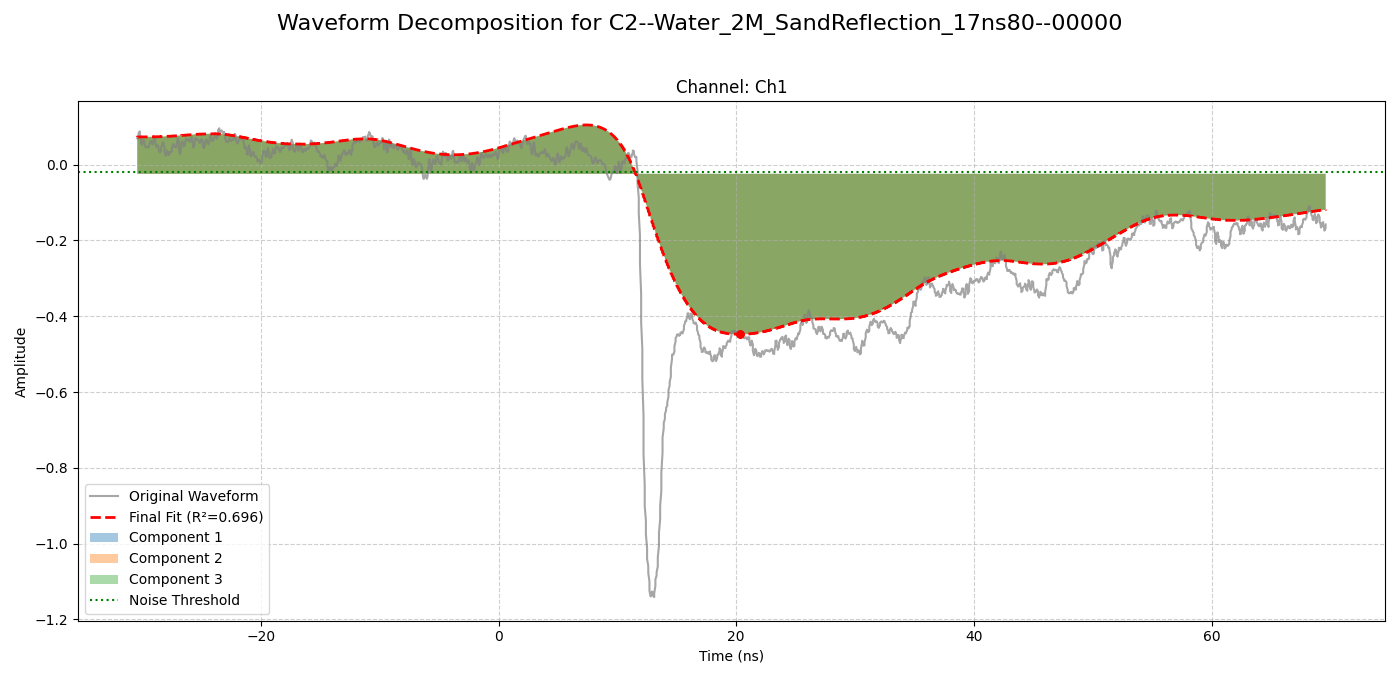 Waveform Decomposition for C2--Water_2M_SandReflection_17ns80--00000
Channel: Ch1
Amplitude
0.0
−0.2
−0.4
−0.6
−0.8
−1.0
−1.2
Original Waveform
Final Fit (R²=0.696)
Component 1
Component 2
Component 3
Noise Threshold
−20
0
20
40
60
Time (ns)